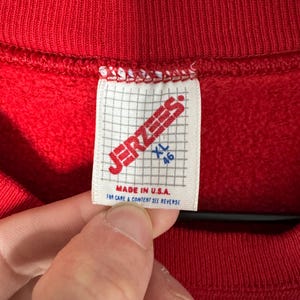 JERZEES®
XL
46
MADE IN U.S.A.
FOR CARE & CONTENT SEE REVERSE